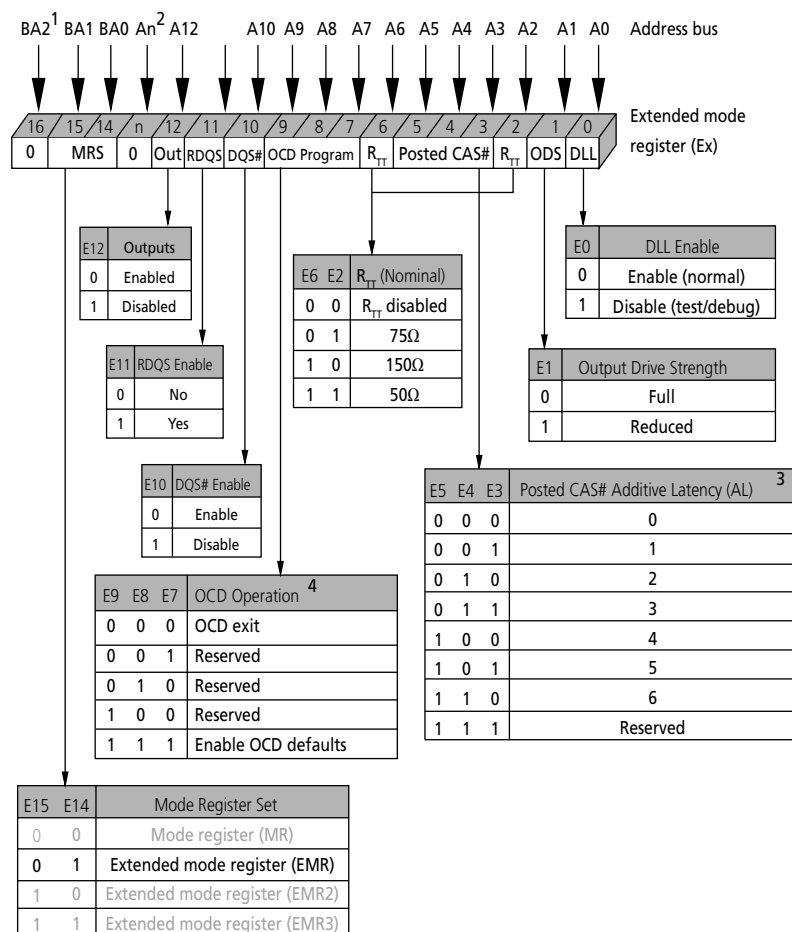 BA2¹ BA1 BA0 An² A12 A10 A9 A8 A7 A6 A5 A4 A3 A2 A1 A0 Address bus
16 15 14 n 12 11 10 9 8 7 6 5 4 3 2 1 0 Extended mode register (Ex)
0 MRS 0 Out RDQS DQS# OCD Program RTT Posted CAS# RTT ODS DLL
E12 Outputs
0 Enabled
1 Disabled
E0 DLL Enable
0 Enable (normal)
1 Disable (test/debug)
E6 E2 RTT (Nominal)
0 0 RTT disabled
0 1 75Ω
1 0 150Ω
1 1 50Ω
E11 RDQS Enable
0 No
1 Yes
E1 Output Drive Strength
0 Full
1 Reduced
E10 DQS# Enable
0 Enable
1 Disable
E5 E4 E3 Posted CAS# Additive Latency (AL) 3
0 0 0 0
0 0 1 1
0 1 0 2
0 1 1 3
1 0 0 4
1 0 1 5
1 1 0 6
1 1 1 Reserved
E9 E8 E7 OCD Operation 4
0 0 0 OCD exit
0 0 1 Reserved
0 1 0 Reserved
1 0 0 Reserved
1 1 1 Enable OCD defaults
E15 E14 Mode Register Set
0 0 Mode register (MR)
0 1 Extended mode register (EMR)
1 0 Extended mode register (EMR2)
1 1 Extended mode register (EMR3)